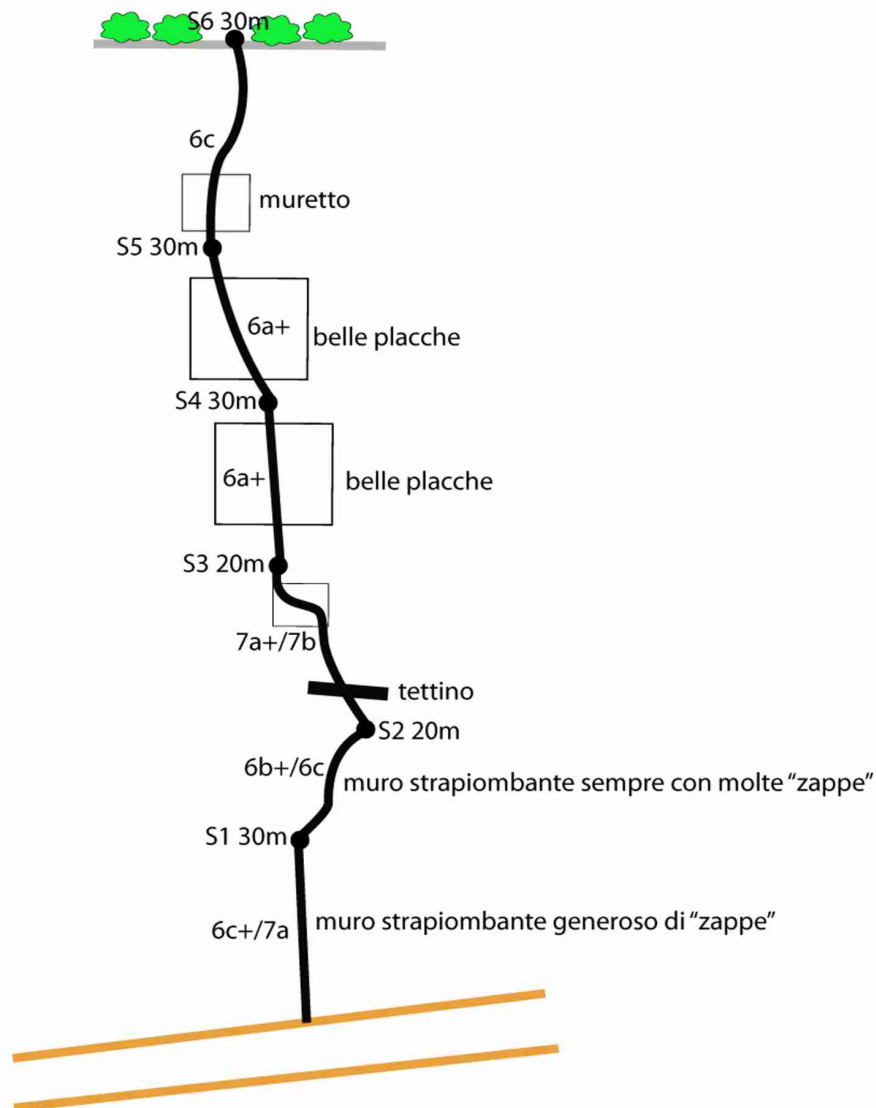 S6 30m
6c
muretto
S5 30m
6a+
belle placche
S4 30m
6a+
belle placche
S3 20m
7a+/7b
tettino
S2 20m
6b+/6c
muro strapiombante sempre con molte “zappe”
S1 30m
6c+/7a
muro strapiombante generoso di “zappe”